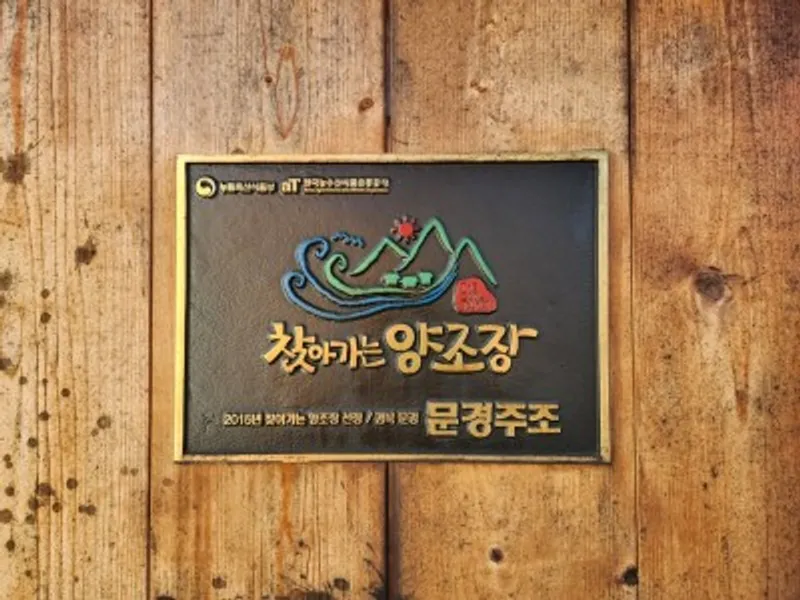 농림축산식품부 aT 한국농수산식품유통공사
찾아가는 양조장
2016년 찾아가는 양조장 선정 / 경북 문경 문경주조